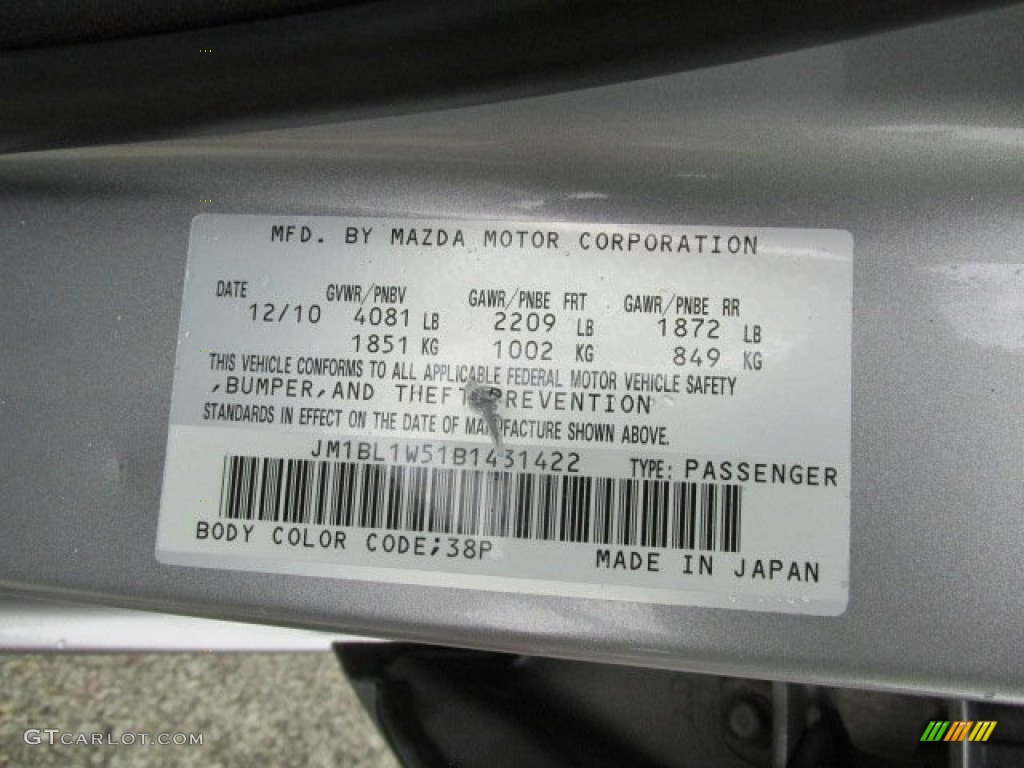 MFD. BY MAZDA MOTOR CORPORATION
DATE GVWR/PNBV GAWR/PNBE FRT GAWR/PNBE RR
12/10 4081 LB 2209 LB 1872 LB
1851 KG 1002 KG 849 KG
THIS VEHICLE CONFORMS TO ALL APPLICABLE FEDERAL MOTOR VEHICLE SAFETY
,BUMPER,AND THEFT PREVENTION
STANDARDS IN EFFECT ON THE DATE OF MANUFACTURE SHOWN ABOVE.
JM1BL1W51B1431422 TYPE: PASSENGER
BODY COLOR CODE;38P MADE IN JAPAN
GTCARLOT.COM